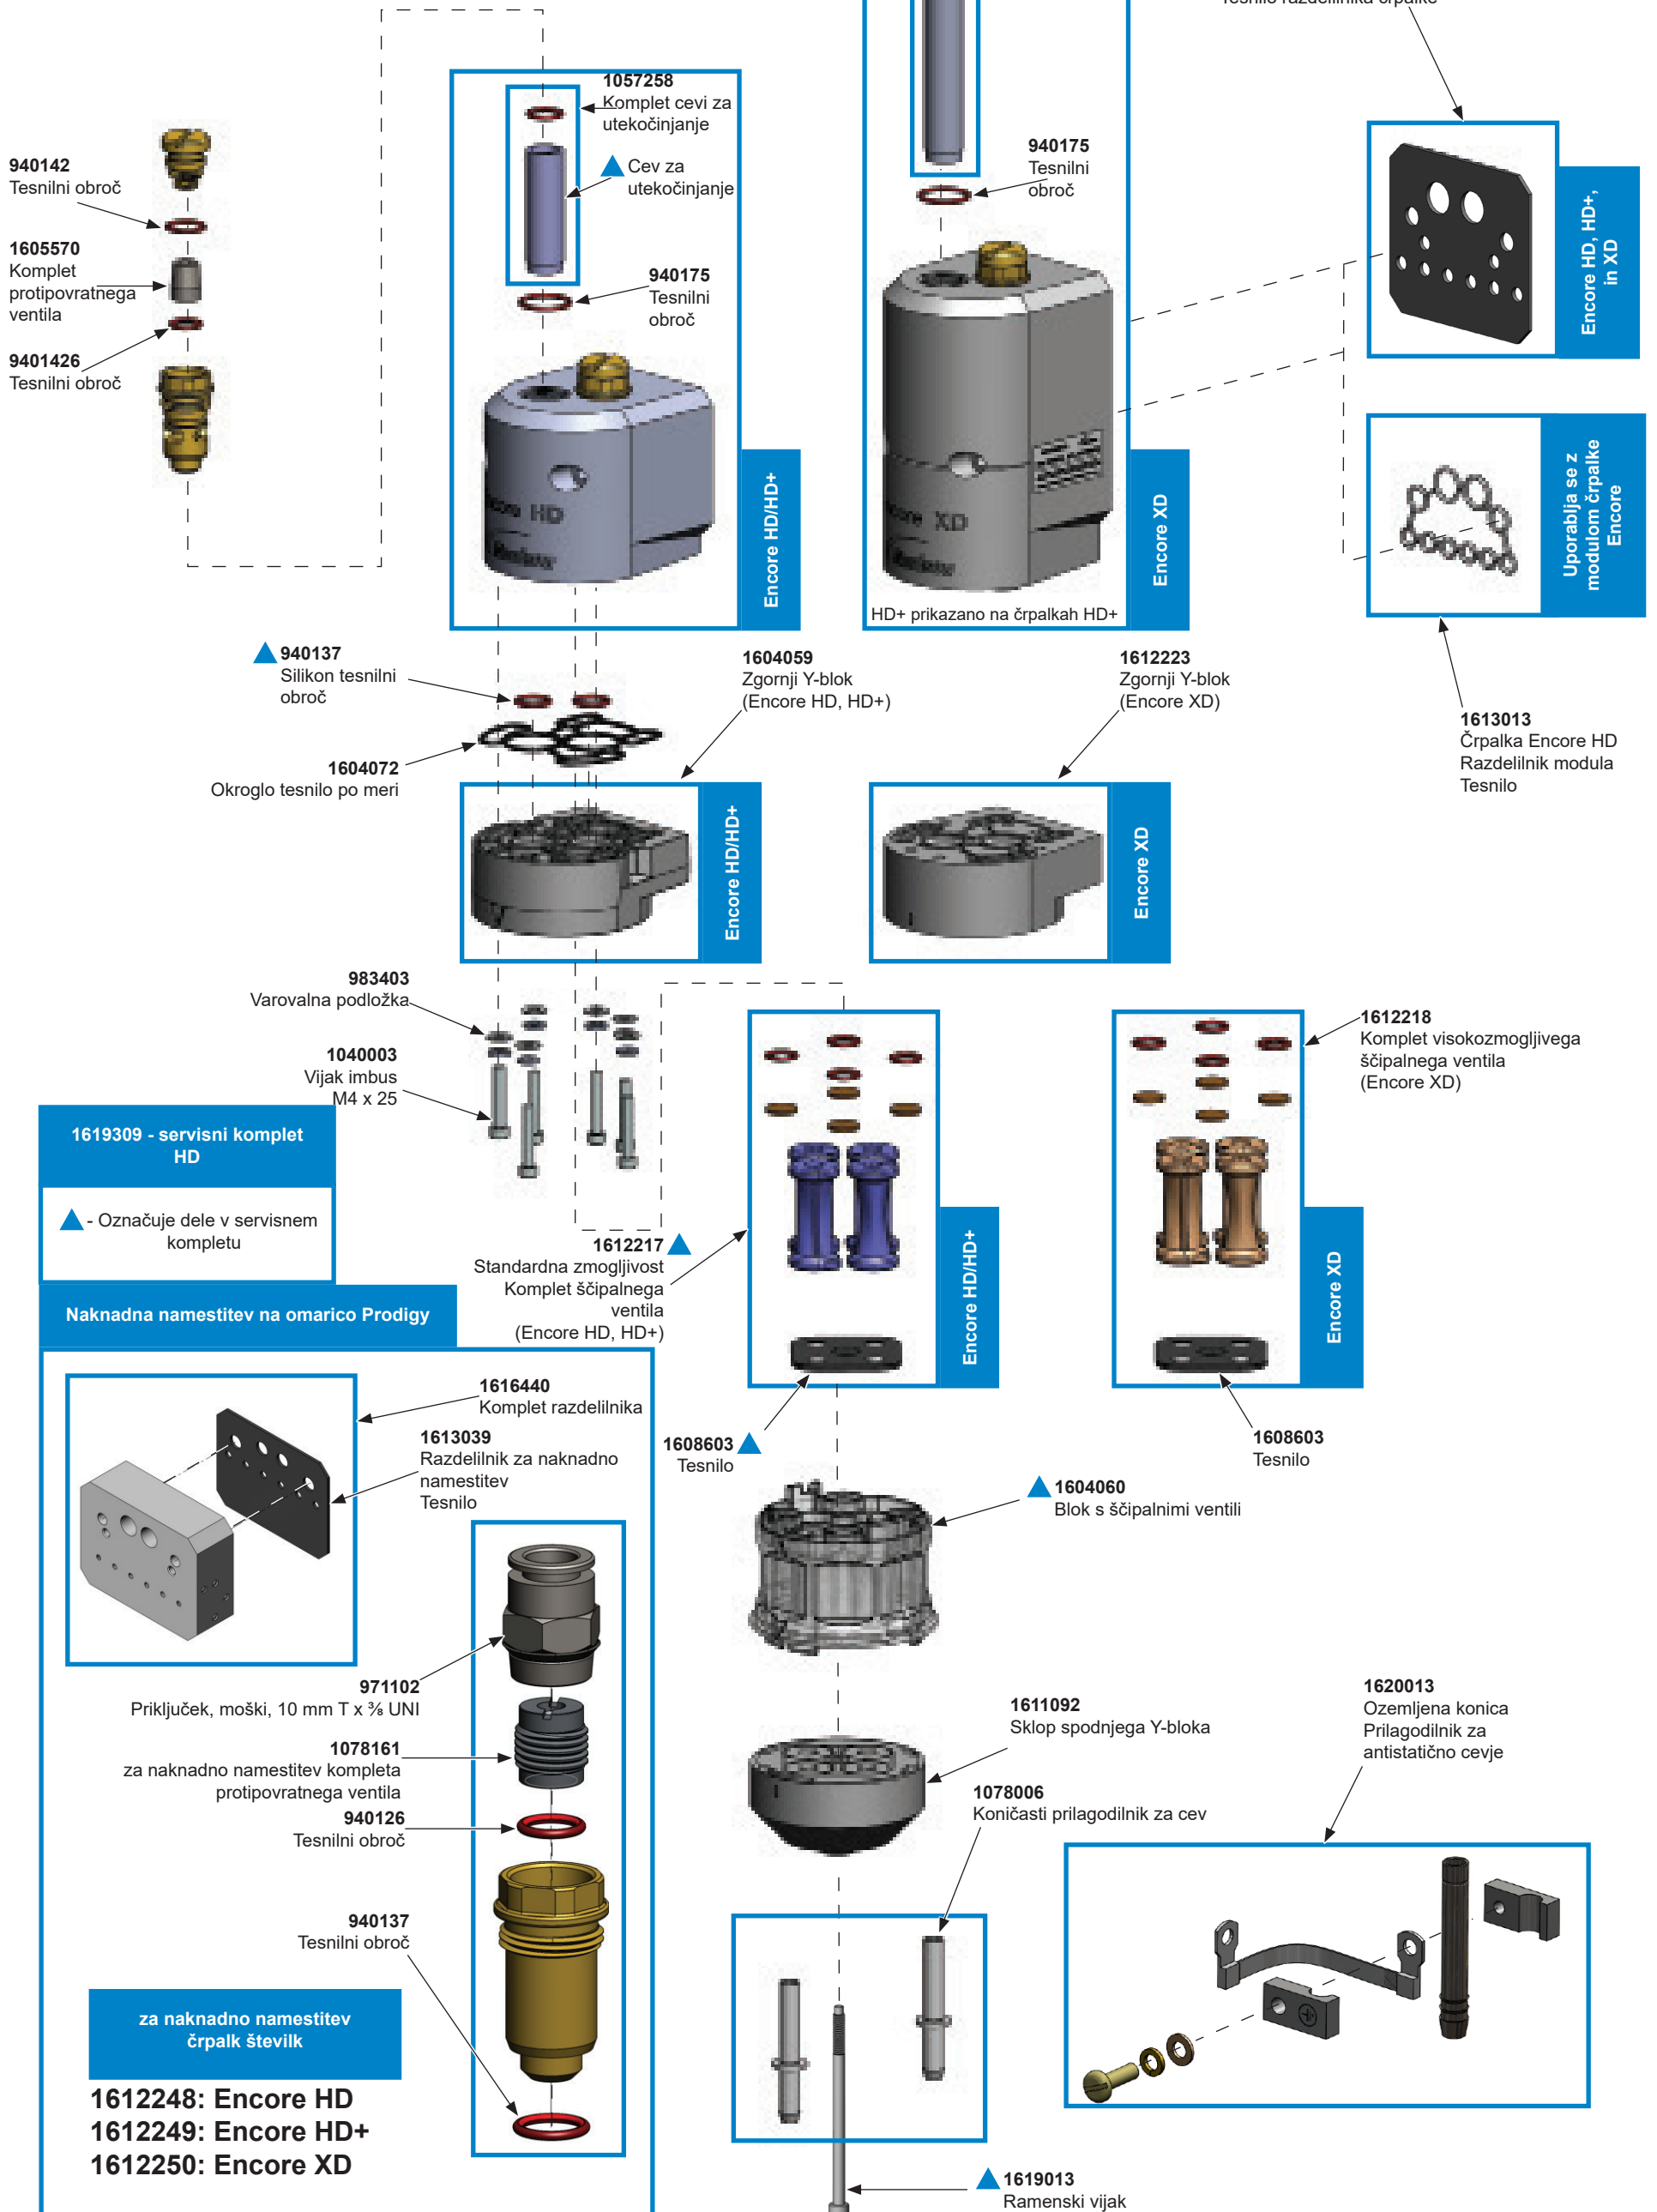 Tesnilo razdelilnika črpalke
1057258
Komplet cevi za
utekočinjanje
Cev za
utekočinjanje
940175
Tesnilni
obroč
940142
Tesnilni obroč
1605570
Komplet
protipovratnega
ventila
9401426
Tesnilni obroč
940175
Tesnilni
obroč
Encore HD
Encore HD/HD+
Encore XD
HD+ prikazano na črpalkah HD+
Encore XD
Encore HD, HD+,
in XD
Uporablja se z
modulom črpalke
Encore
940137
Silikon tesnilni
obroč
1604072
Okroglo tesnilo po meri
1604059
Zgornji Y-blok
(Encore HD, HD+)
Encore HD/HD+
1612223
Zgornji Y-blok
(Encore XD)
Encore XD
1613013
Črpalka Encore HD
Razdelilnik modula
Tesnilo
983403
Varovalna podložka
1040003
Vijak imbus
M4 x 25
1619309 - servisni komplet
HD
- Označuje dele v servisnem
kompletu
1612217
Standardna zmogljivost
Komplet ščipalnega
ventila
(Encore HD, HD+)
Encore HD/HD+
1612218
Komplet visokozmogljivega
ščipalnega ventila
(Encore XD)
Encore XD
1608603
Tesnilo
1608603
Tesnilo
1604060
Blok s ščipalnimi ventili
1611092
Sklop spodnjega Y-bloka
1078006
Koničasti prilagodilnik za cev
1620013
Ozemljena konica
Prilagodilnik za
antistatično cevje
1619013
Ramenski vijak
Naknadna namestitev na omarico Prodigy
1616440
Komplet razdelilnika
1613039
Razdelilnik za naknadno
namestitev
Tesnilo
971102
Priključek, moški, 10 mm T x ⅜ UNI
1078161
za naknadno namestitev kompleta
protipovratnega ventila
940126
Tesnilni obroč
940137
Tesnilni obroč
za naknadno namestitev
črpalk številk
1612248: Encore HD
1612249: Encore HD+
1612250: Encore XD